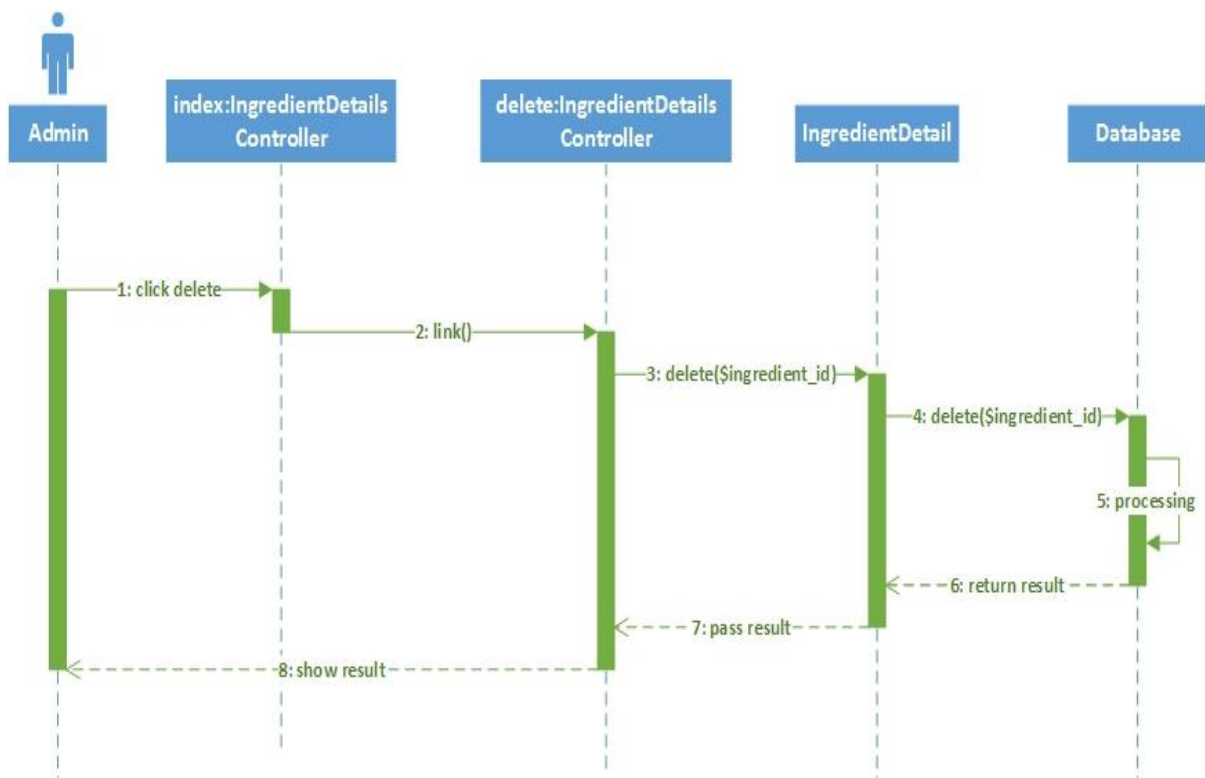 index:IngredientDetails
Controller
delete:IngredientDetails
Controller
Admin
IngredientDetail
Database
1: click delete
2: link()
3: delete($ingredient_id)
4: delete($ingredient_id)
5: processing
6: return result
7: pass result
8: show result